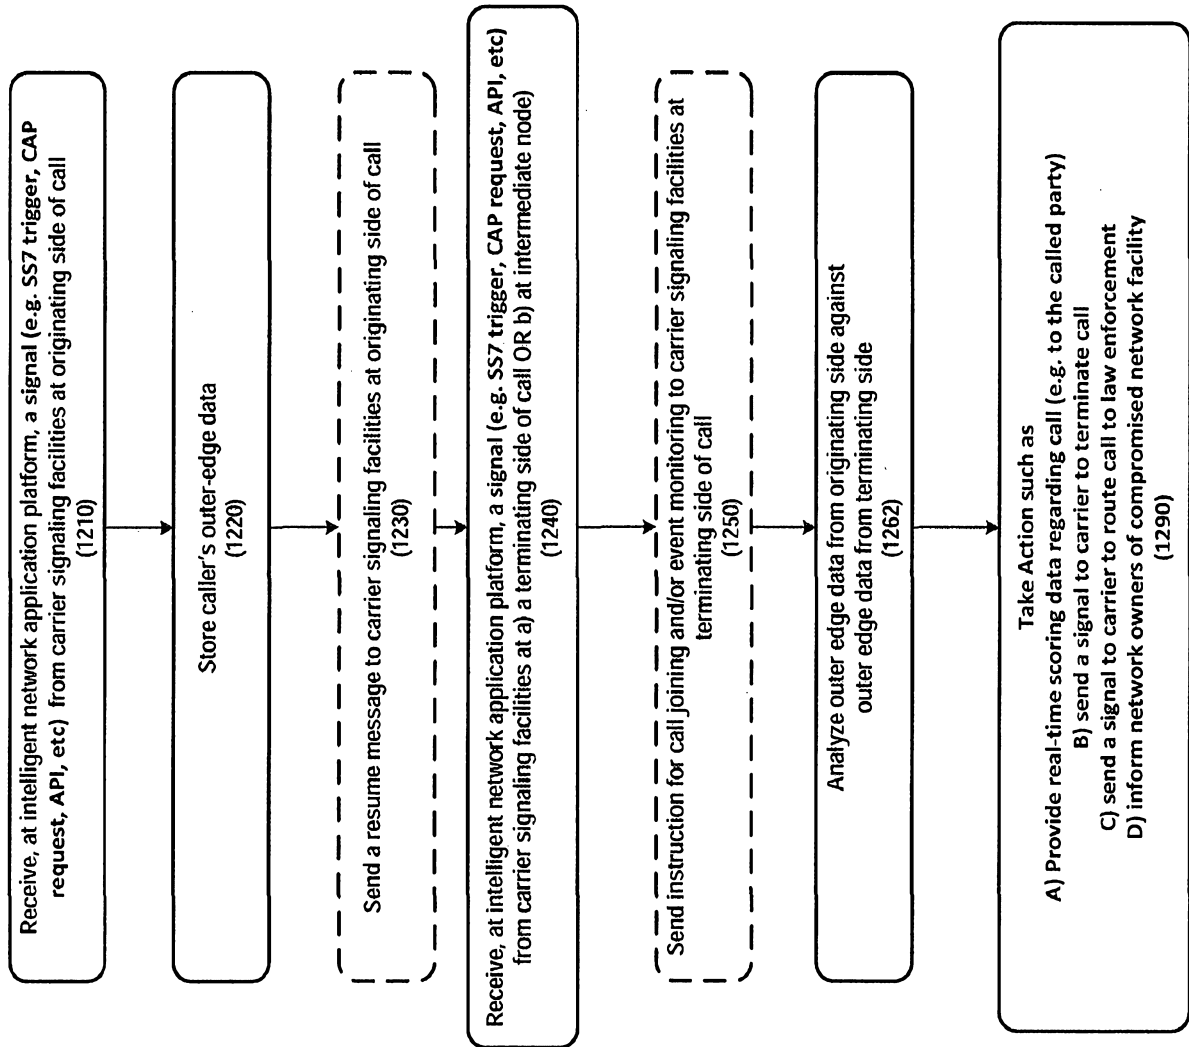 Receive, at intelligent network application platform, a signal (e.g. SS7 trigger, CAP
request, API, etc) from carrier signaling facilities at originating side of call
(1210)
Store caller's outer-edge data
(1220)
Send a resume message to carrier signaling facilities at originating side of call
(1230)
Receive, at intelligent network application platform, a signal (e.g. SS7 trigger, CAP request, API, etc)
from carrier signaling facilities at a) a terminating side of call OR b) at intermediate node)
(1240)
Send instruction for call joining and/or event monitoring to carrier signaling facilities at
terminating side of call
(1250)
Analyze outer edge data from originating side against
outer edge data from terminating side
(1262)
Take Action such as
A) Provide real-time scoring data regarding call (e.g. to the called party)
B) send a signal to carrier to terminate call
C) send a signal to carrier to route call to law enforcement
D) inform network owners of compromised network facility
(1290)